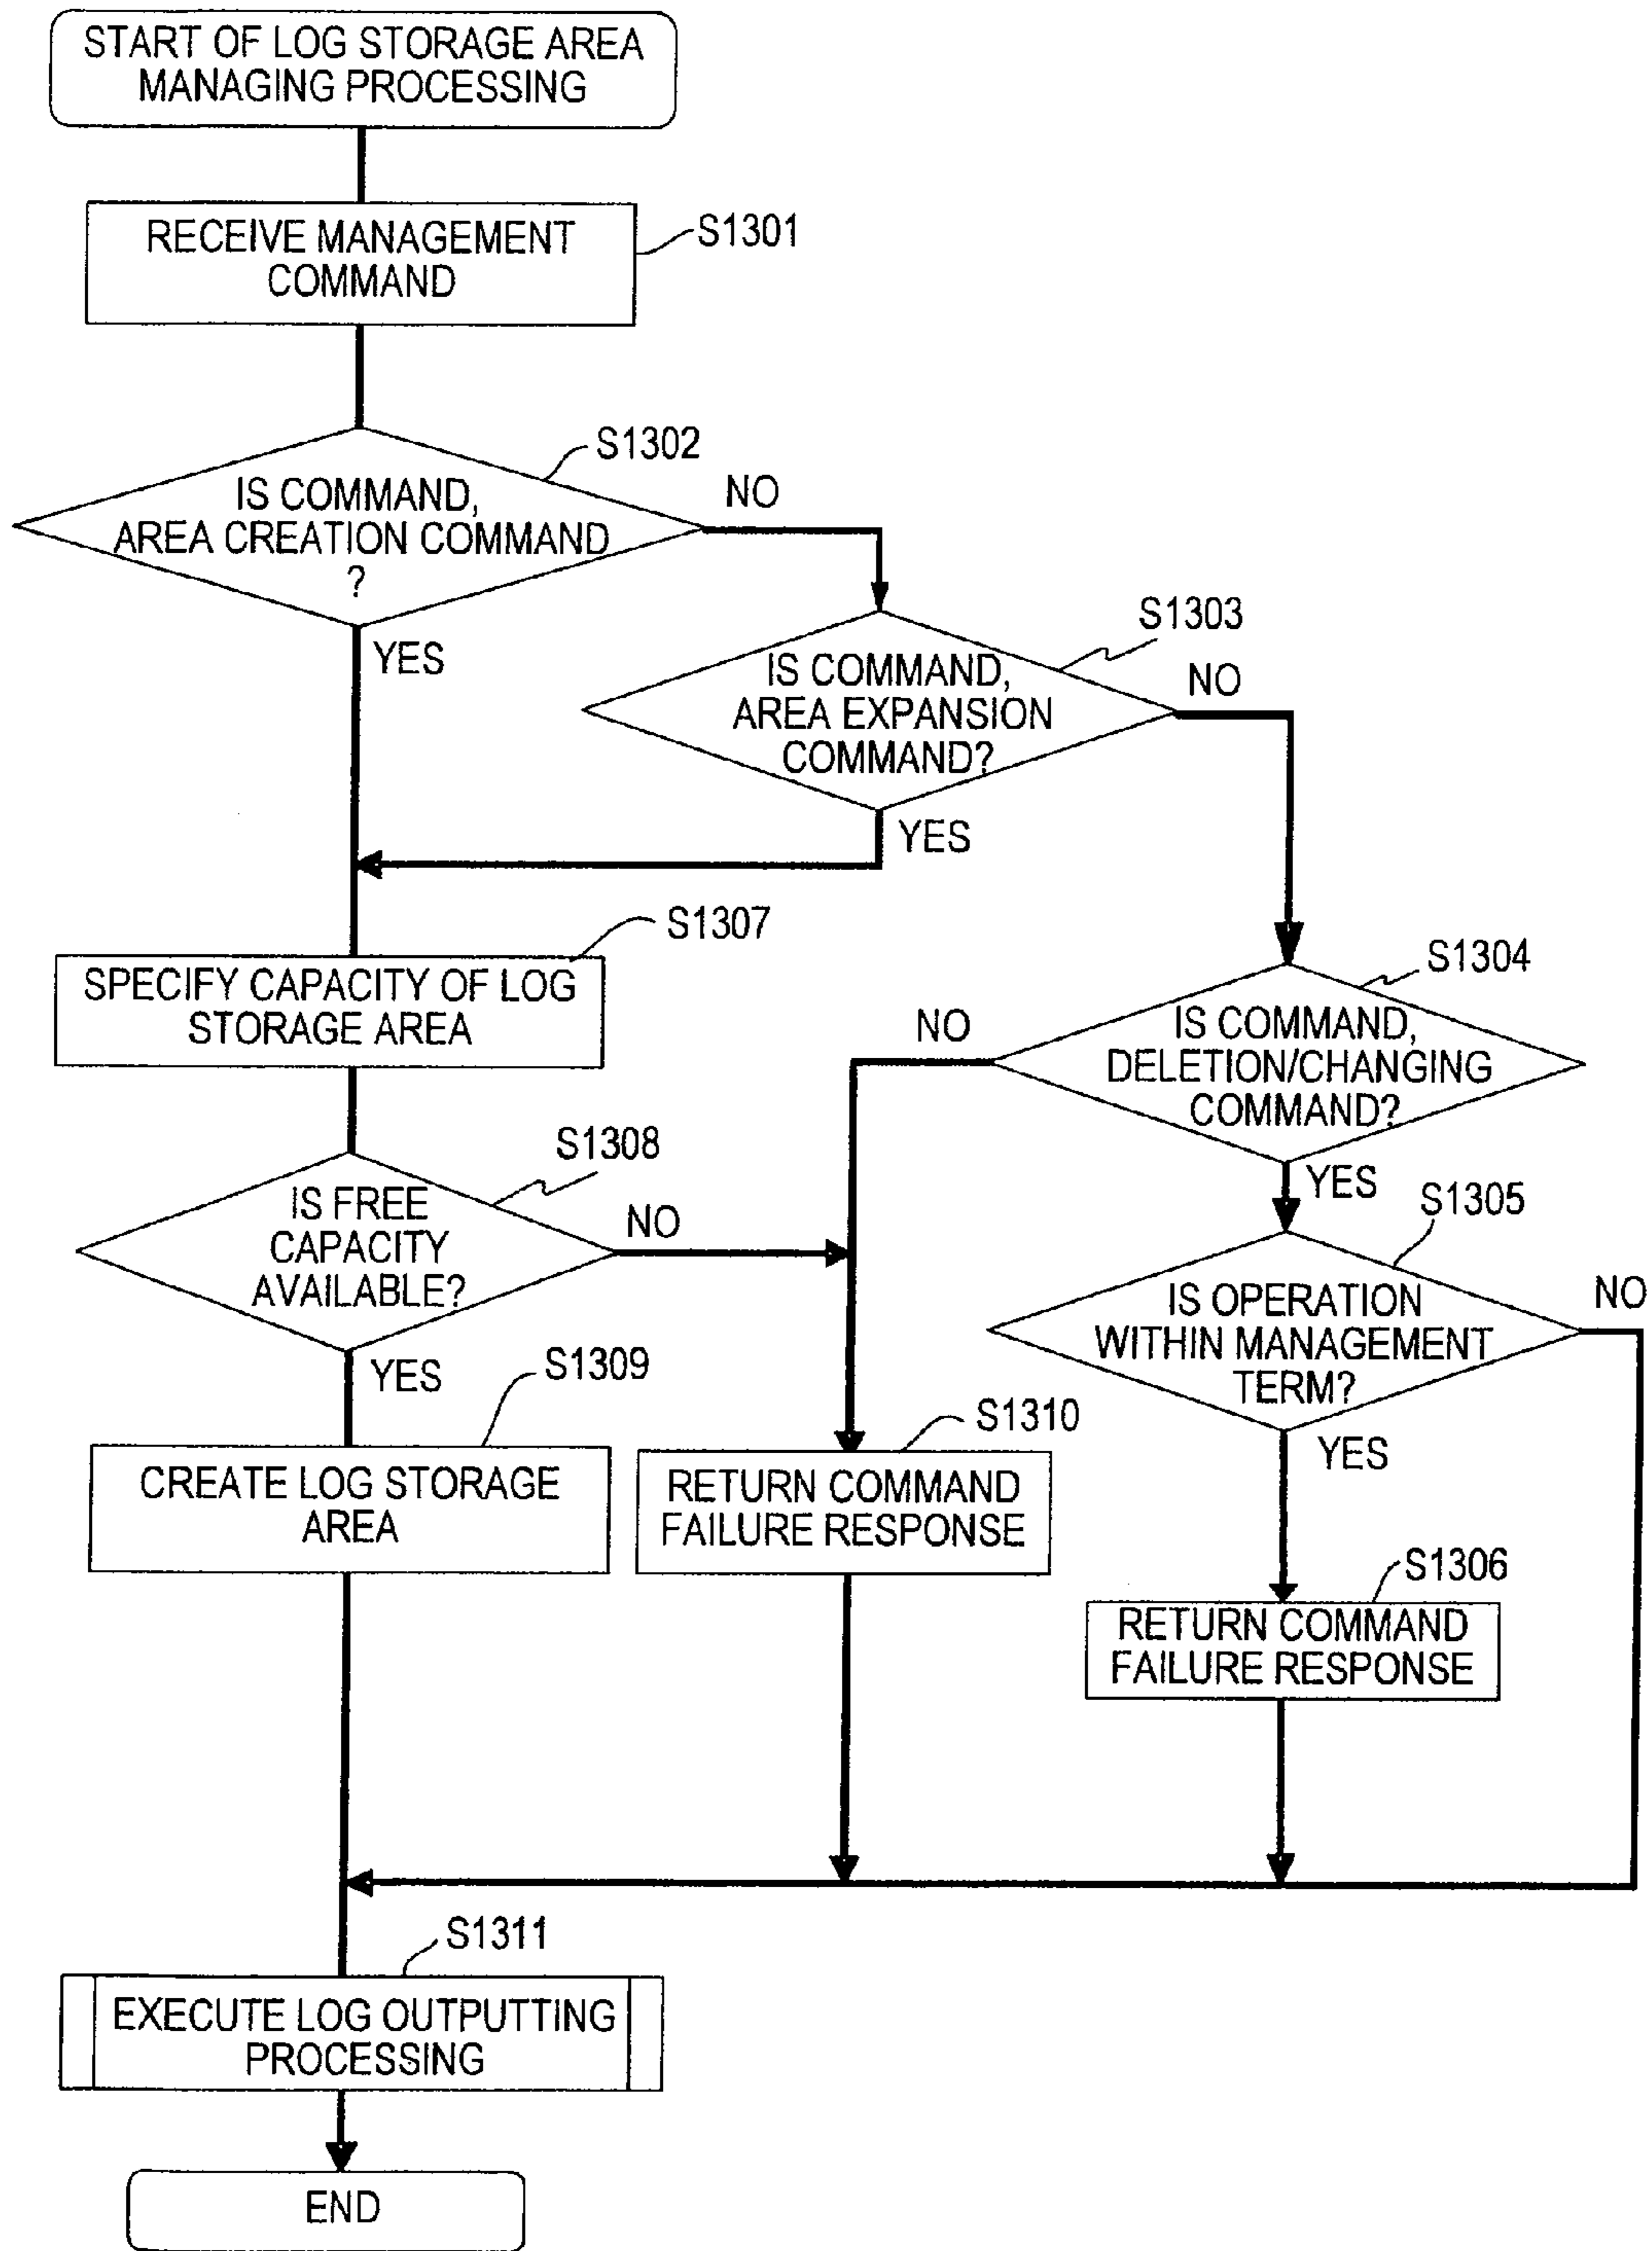 START OF LOG STORAGE AREA
MANAGING PROCESSING
RECEIVE MANAGEMENT
COMMAND
S1301
S1302
IS COMMAND,
AREA CREATION COMMAND
?
NO
YES
S1303
IS COMMAND,
AREA EXPANSION
COMMAND?
NO
YES
S1307
SPECIFY CAPACITY OF LOG
STORAGE AREA
S1304
IS COMMAND,
DELETION/CHANGING
COMMAND?
NO
YES
S1308
IS FREE
CAPACITY
AVAILABLE?
NO
YES
S1305
IS OPERATION
WITHIN MANAGEMENT
TERM?
NO
YES
S1309
CREATE LOG STORAGE
AREA
S1310
RETURN COMMAND
FAILURE RESPONSE
S1306
RETURN COMMAND
FAILURE RESPONSE
S1311
EXECUTE LOG OUTPUTTING
PROCESSING
END